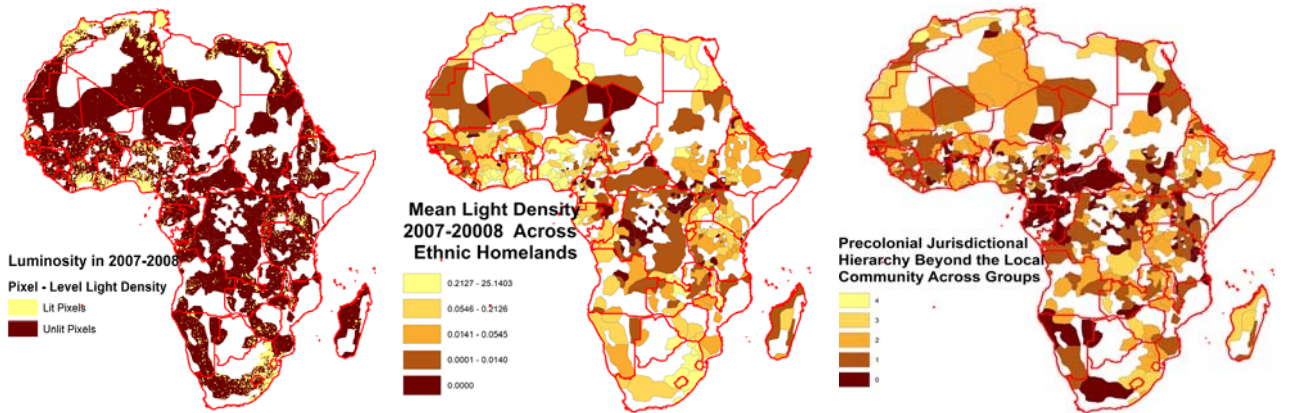 Luminosity in 2007-2008
Pixel - Level Light Density
Lit Pixels
Unlit Pixels
Mean Light Density
2007-20008 Across
Ethnic Homelands
0.2127 - 25.1403
0.0546 - 0.2126
0.0141 - 0.0545
0.0001 - 0.0140
0.0000
Precolonial Jurisdictional
Hierarchy Beyond the Local
Community Across Groups
4
3
2
1
0